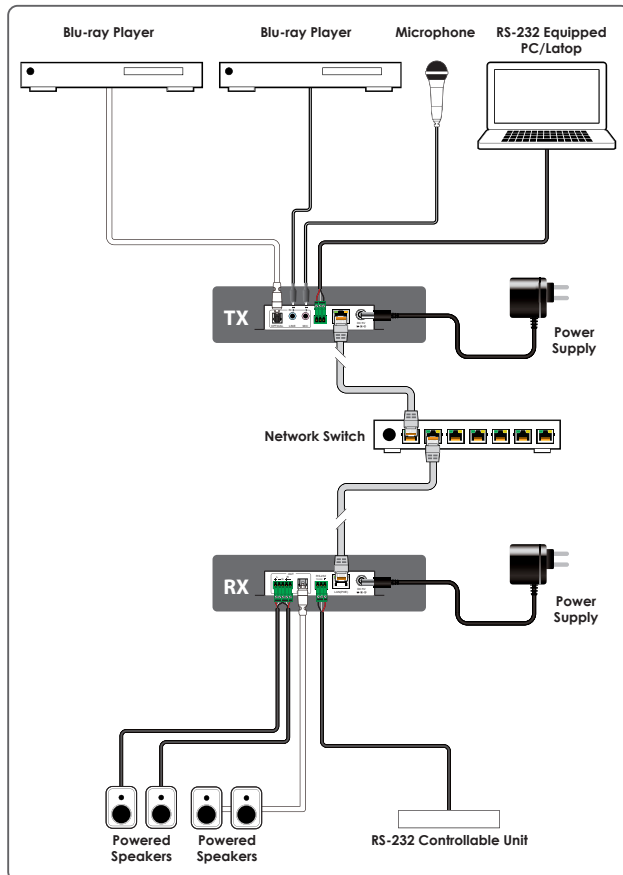 Blu-ray Player
Blu-ray Player
Microphone
RS-232 Equipped
PC/Latop
TX
Power
Supply
Network Switch
RX
Power
Supply
Powered
Speakers
Powered
Speakers
RS-232 Controllable Unit